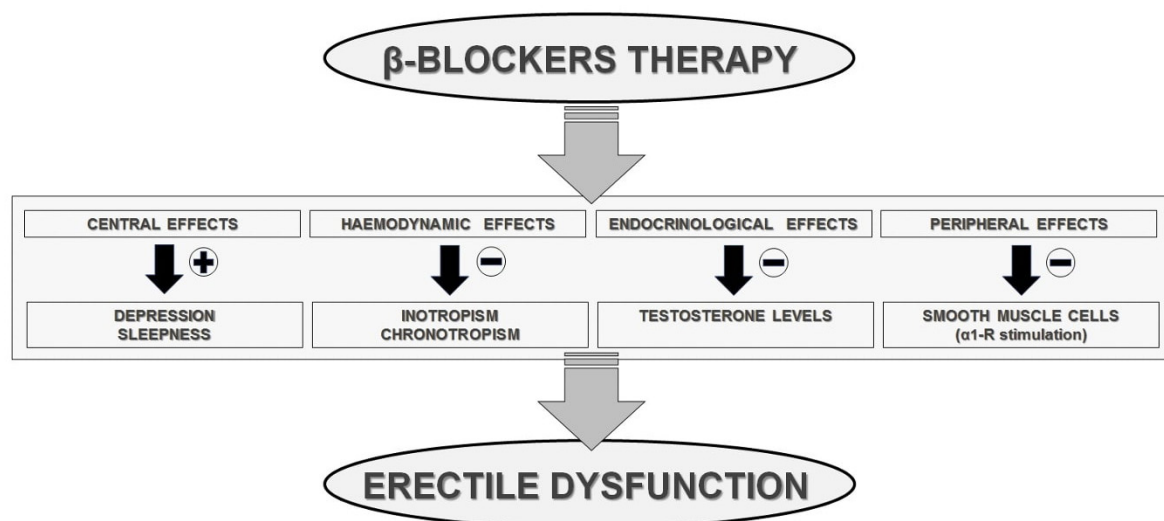 β-BLOCKERS THERAPY
CENTRAL EFFECTS
HAEMODYNAMIC EFFECTS
ENDOCRINOLOGICAL EFFECTS
PERIPHERAL EFFECTS
+
−
−
−
DEPRESSION
SLEEPNESS
INOTROPISM
CHRONOTROPISM
TESTOSTERONE LEVELS
SMOOTH MUSCLE CELLS
(α1-R stimulation)
ERECTILE DYSFUNCTION